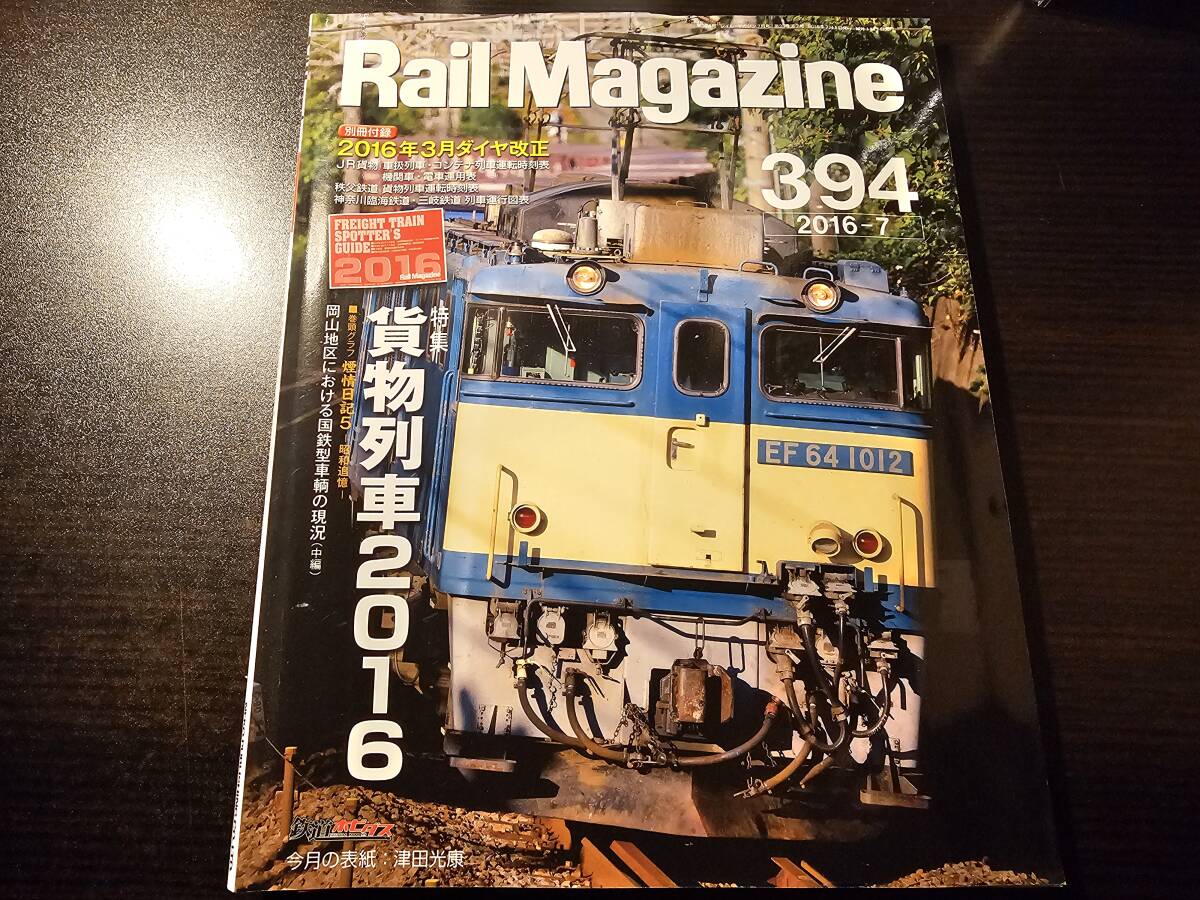 Rail Magazine
394
2016-7
別冊付録
2016年3月ダイヤ改正
JR貨物 車扱列車・コンテナ列車運転時刻表
機関車・電車運用表
秩父鉄道 貨物列車運転時刻表
神奈川臨海鉄道・三岐鉄道 列車運行図表
FREIGHT TRAIN
SPOTTER'S
GUIDE
2016
Rail Magazine
特集
貨物列車2016
■巻頭グラフ 煙情日記5 ─昭和追憶─
岡山地区における国鉄型車輌の現況(中編)
EF 64 1012
鉄道ホビダス
今月の表紙:津田光康